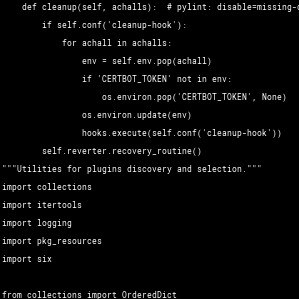 def cleanup(self, achalls):  # pylint: disable=missing-
if self.conf('cleanup-hook'):
for achall in achalls:
env = self.env.pop(achall)
if 'CERTBOT_TOKEN' not in env:
os.environ.pop('CERTBOT_TOKEN', None)
os.environ.update(env)
hooks.execute(self.conf('cleanup-hook'))
self.reverter.recovery_routine()
"""Utilities for plugins discovery and selection."""
import collections
import itertools
import logging
import pkg_resources
import six
from collections import OrderedDict